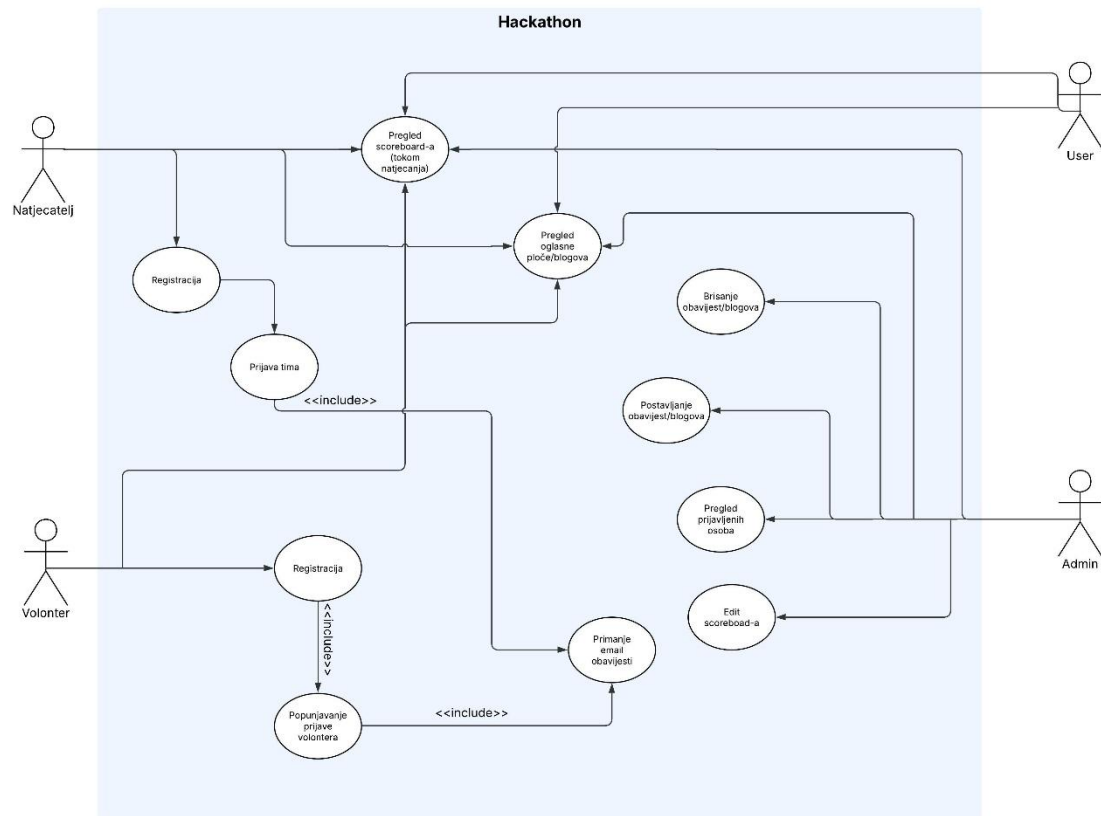 Hackathon
User
Natjecatelj
Pregled
scoreboard-a
(tokom
natjecanja)
Pregled
oglasne
ploče/blogova
Registracija
Brisanje
obavijest/blogova
Prijava tima
<<include>>
Postavljanje
obavijest/blogova
Pregled
prijavljenih
osoba
Admin
Volonter
Registracija
<<include>>
Edit
scoreboad-a
Primanje
email
obavijesti
Popunjavanje
prijave
volontera
<<include>>